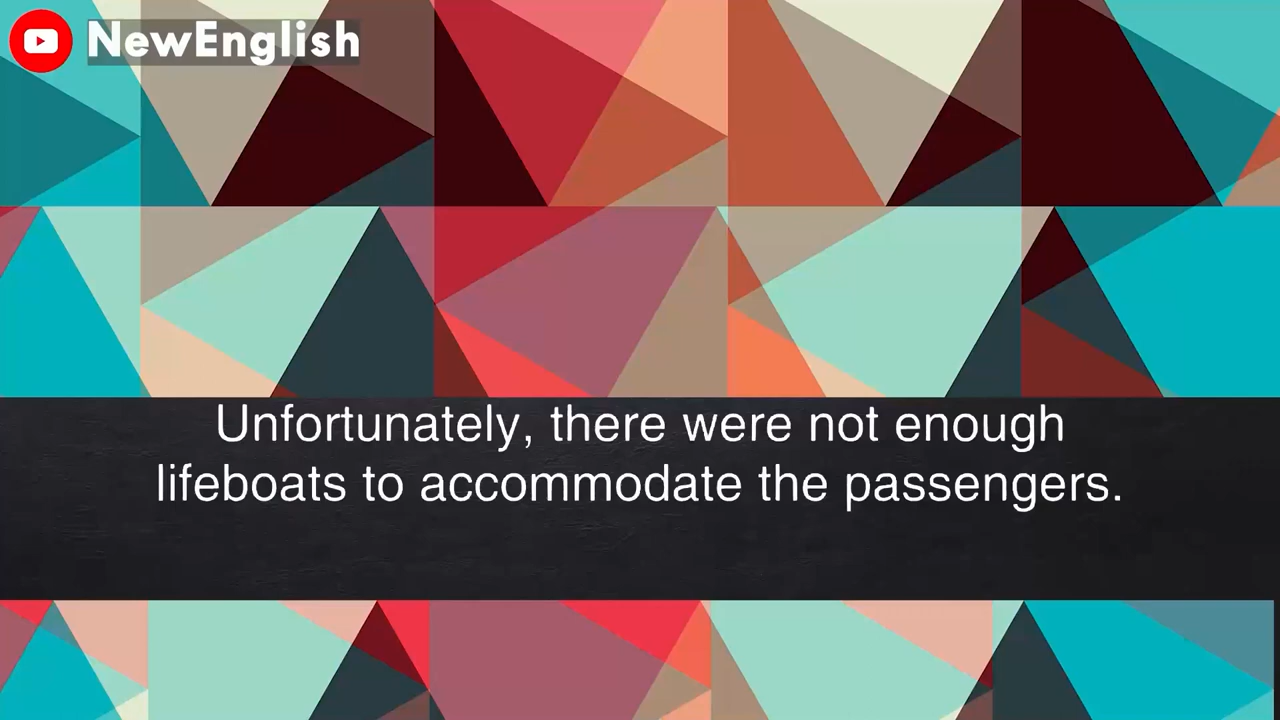 NewEnglish
Unfortunately, there were not enough
lifeboats to accommodate the passengers.